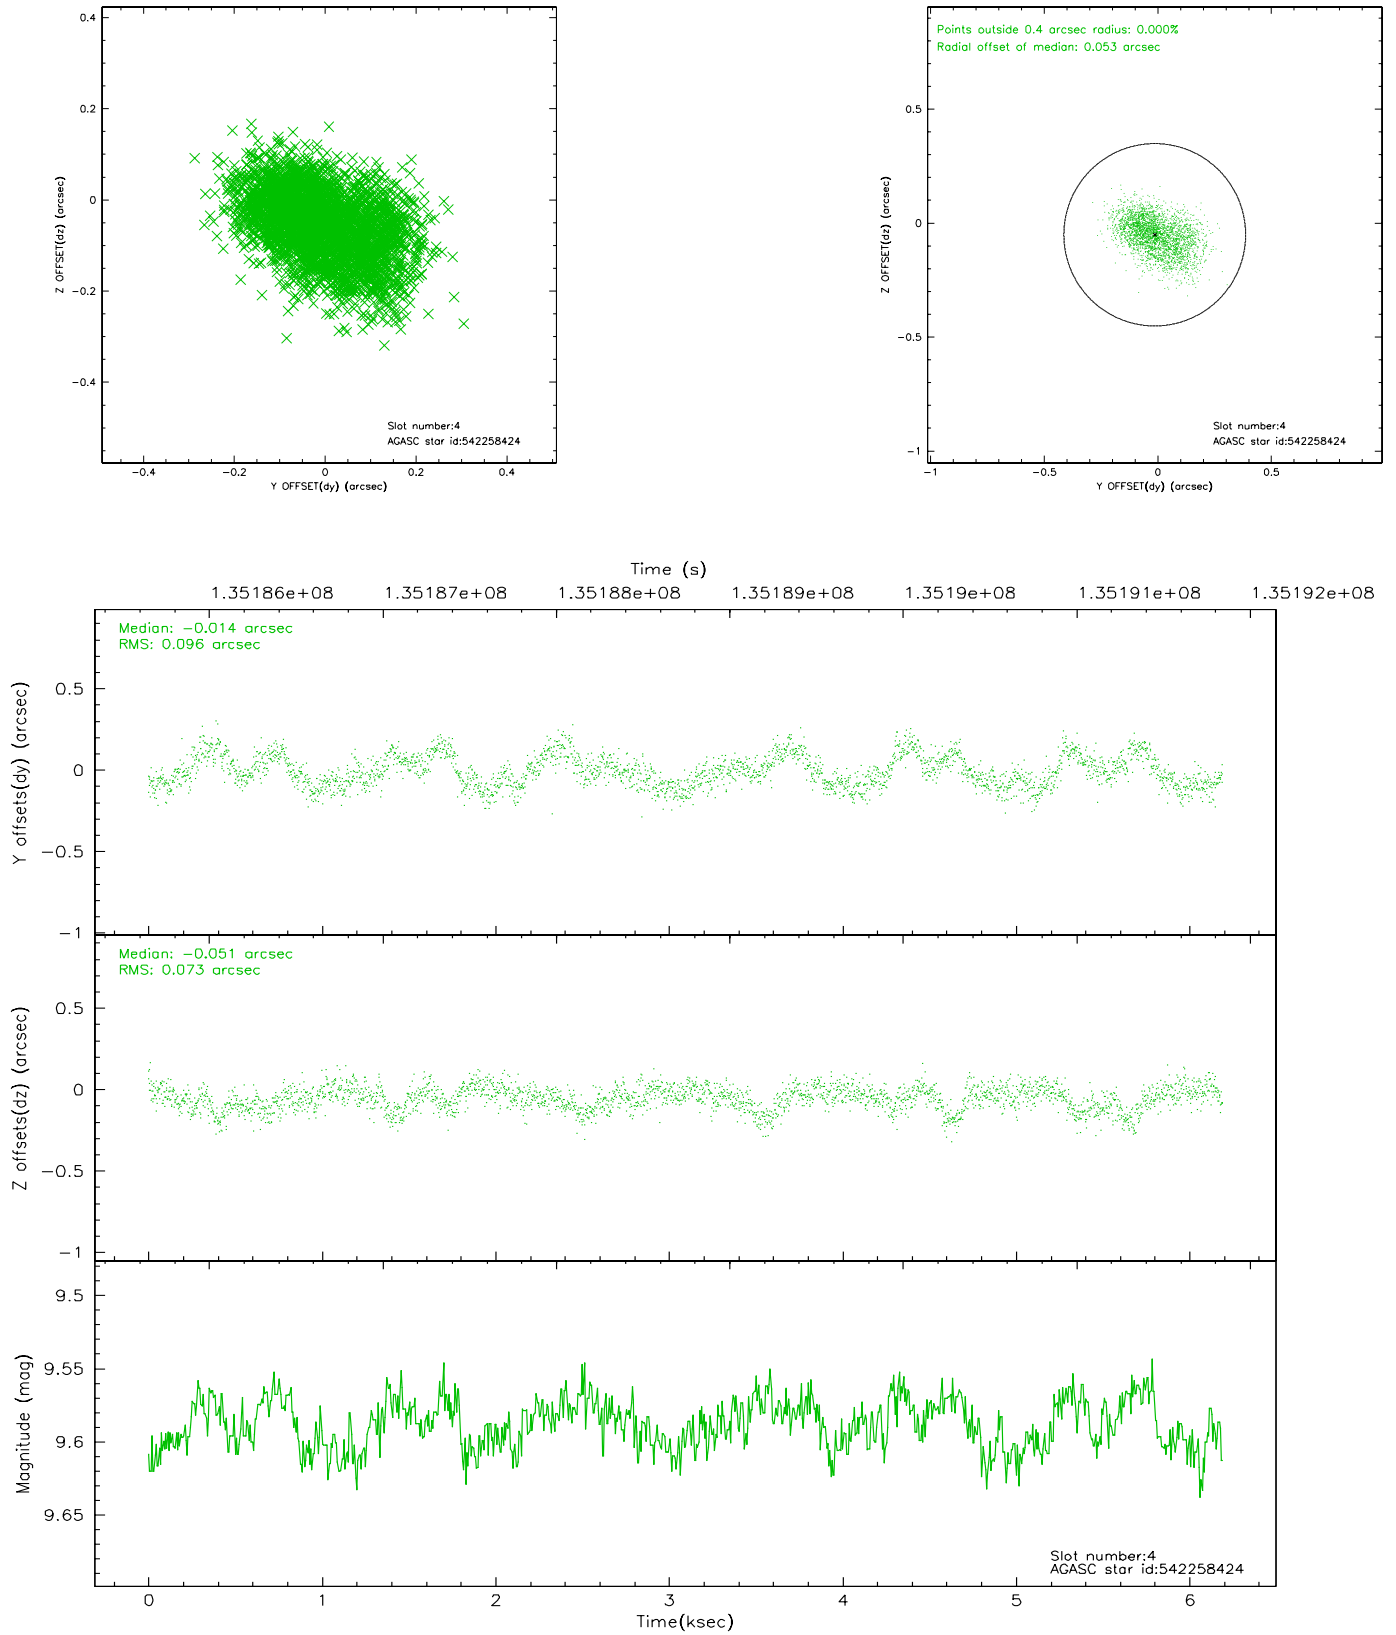 0.4
0.2
0
−0.2
−0.4
Z OFFSET(dz) (arcsec)
Slot number:4
AGASC star id:542258424
−0.4 −0.2 0 0.2 0.4
Y OFFSET(dy) (arcsec)
Points outside 0.4 arcsec radius: 0.000%
Radial offset of median: 0.053 arcsec
0.5
0
−0.5
−1
Z OFFSET(dz) (arcsec)
Slot number:4
AGASC star id:542258424
−1 −0.5 0 0.5
Y OFFSET(dy) (arcsec)
Time (s)
1.35186e+08 1.35187e+08 1.35188e+08 1.35189e+08 1.3519e+08 1.35191e+08 1.35192e+08
Median: −0.014 arcsec
RMS: 0.096 arcsec
0.5
0
−0.5
−1
Y offsets(dy) (arcsec)
Median: −0.051 arcsec
RMS: 0.073 arcsec
0.5
0
−0.5
−1
Z offsets(dz) (arcsec)
9.5
9.55
9.6
9.65
Magnitude (mag)
Slot number:4
AGASC star id:542258424
0 1 2 3 4 5 6
Time(ksec)